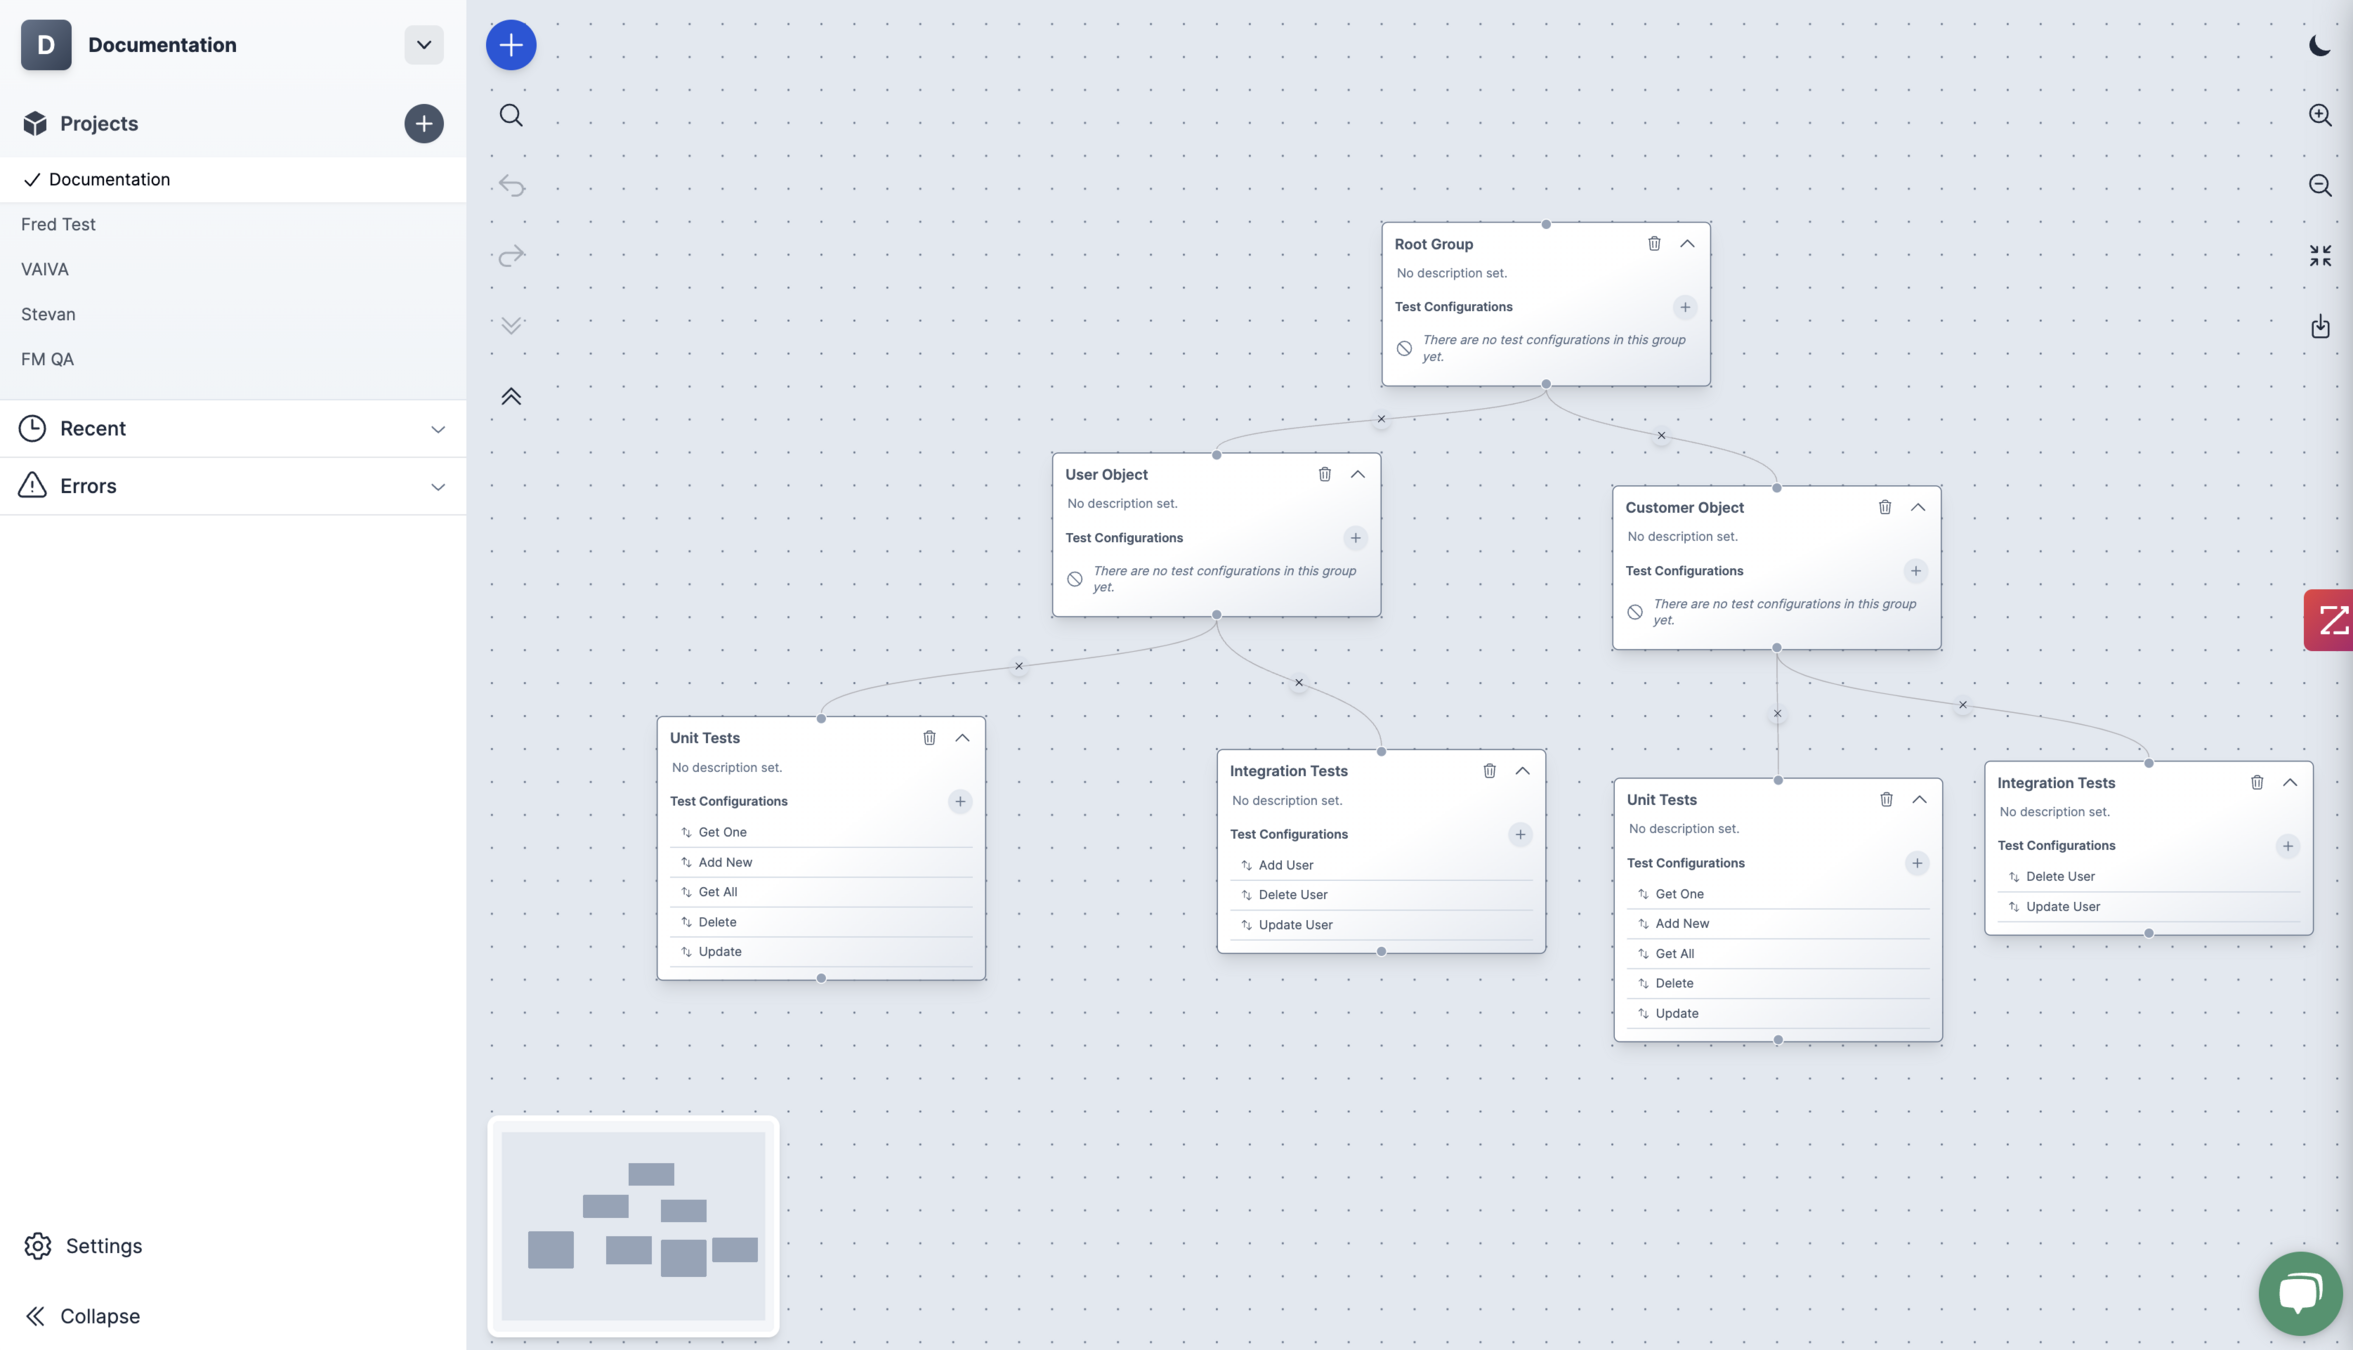 D
Documentation
Projects
Documentation
Fred Test
VAIVA
Stevan
FM QA
Recent
Errors
Settings
Collapse
Root Group
No description set.
Test Configurations
There are no test configurations in this group
yet.
User Object
No description set.
Test Configurations
There are no test configurations in this group
yet.
Customer Object
No description set.
Test Configurations
There are no test configurations in this group
yet.
Unit Tests
No description set.
Test Configurations
Get One
Add New
Get All
Delete
Update
Integration Tests
No description set.
Test Configurations
Add User
Delete User
Update User
Unit Tests
No description set.
Test Configurations
Get One
Add New
Get All
Delete
Update
Integration Tests
No description set.
Test Configurations
Delete User
Update User